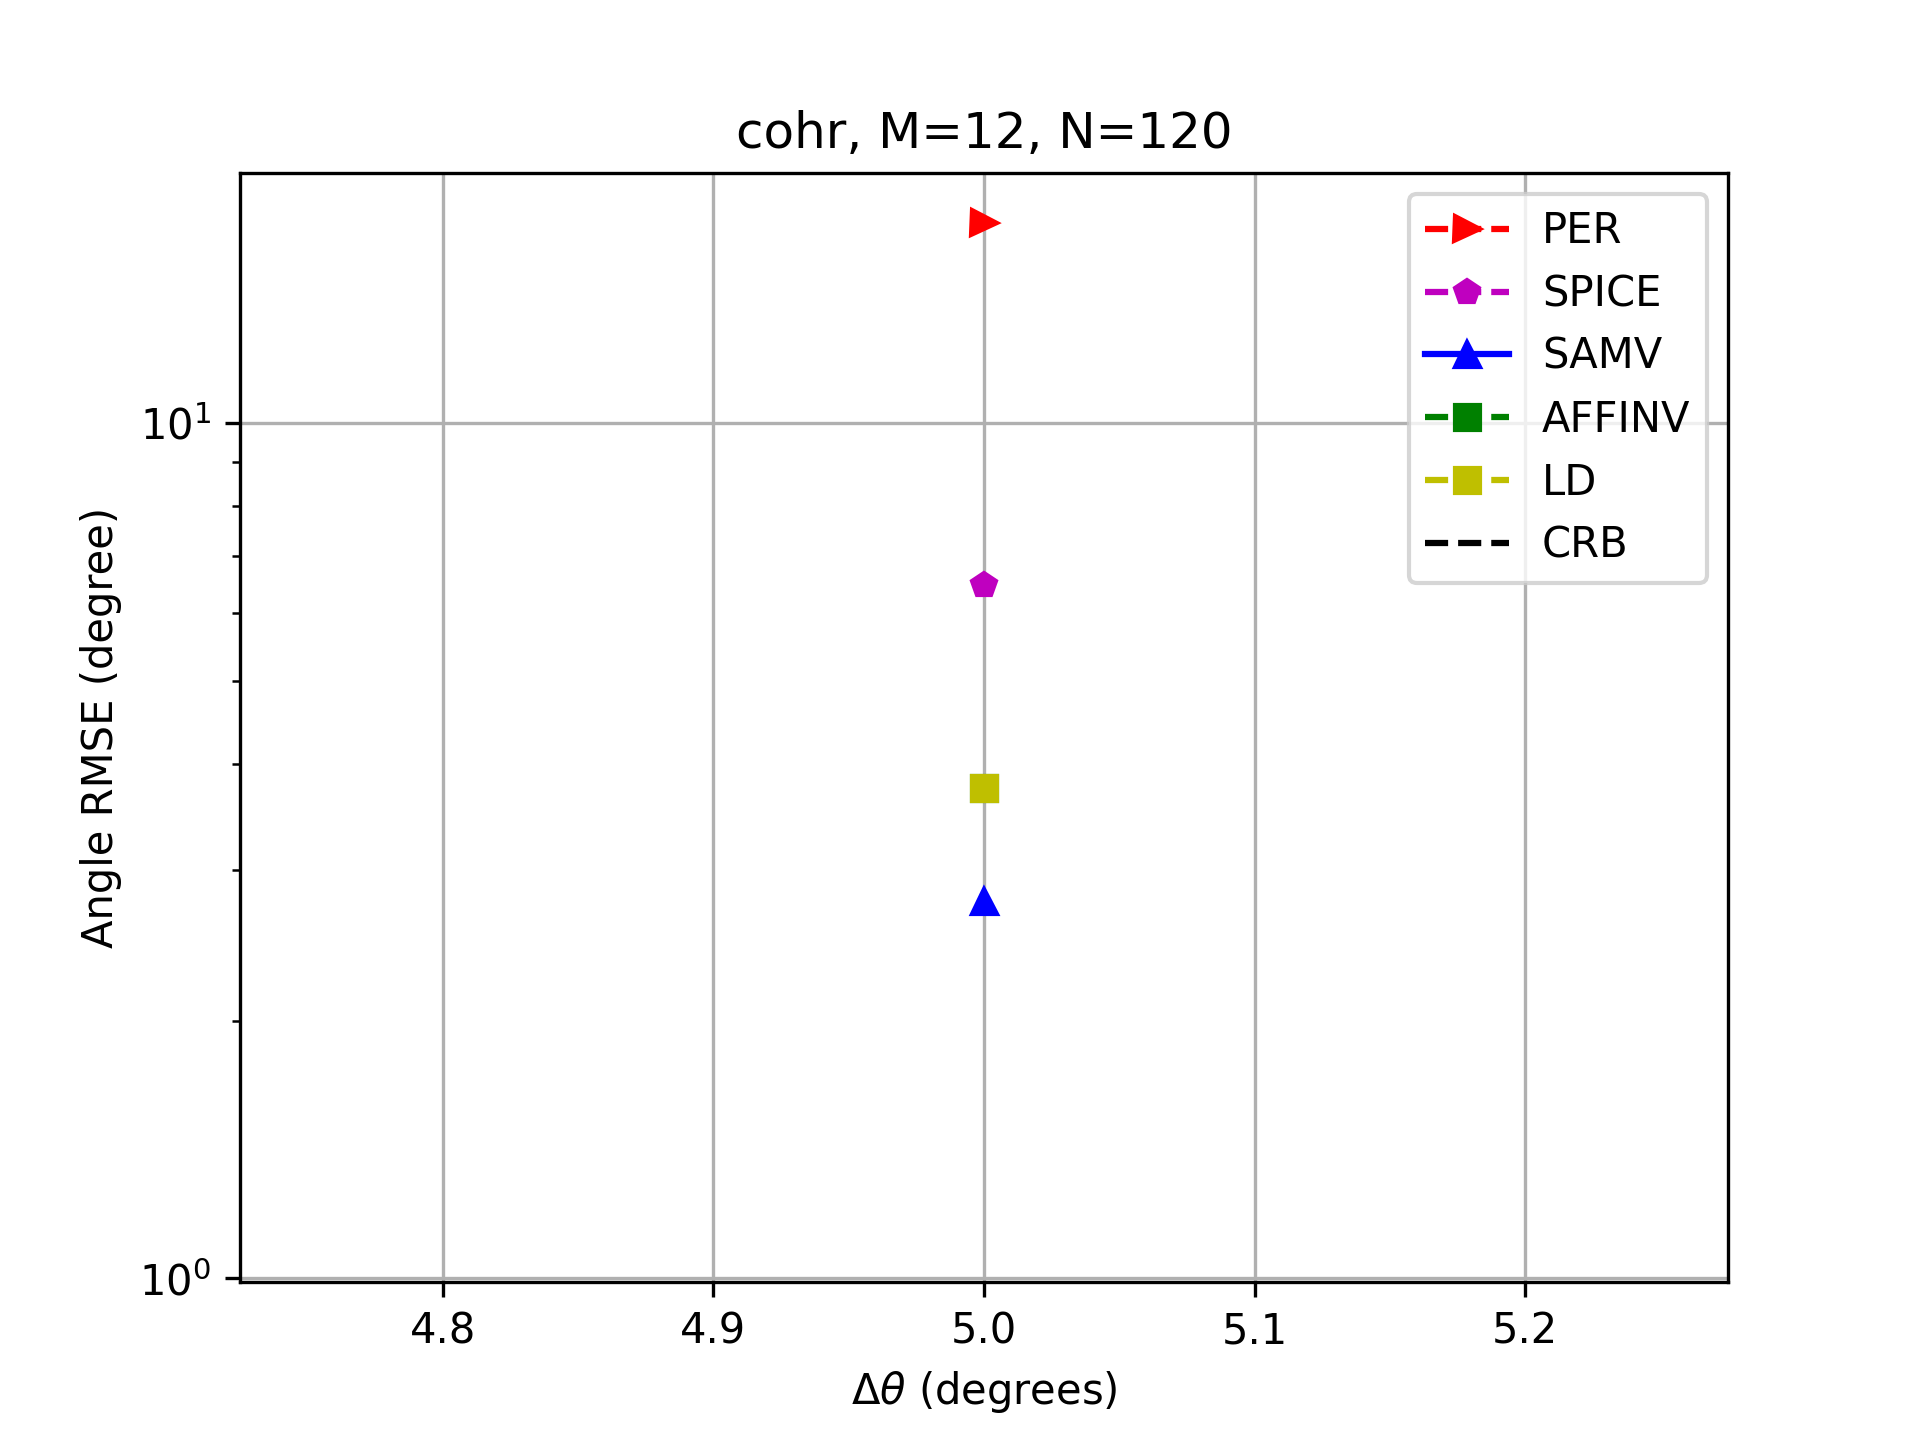 cohr, M=12, N=120
PER
SPICE
SAMV
AFFINV
LD
CRB
10¹
10⁰
Angle RMSE (degree)
4.8 4.9 5.0 5.1 5.2
Δθ (degrees)